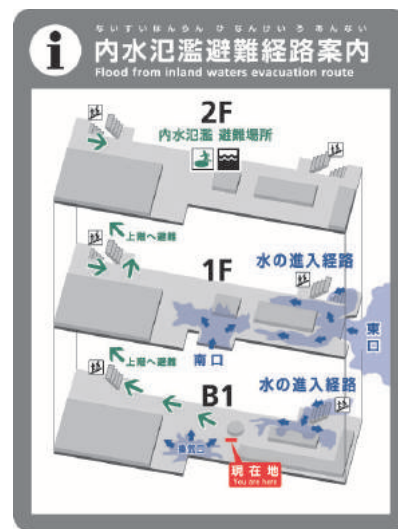 ないすいはんらんひなんけいろあんない
内水氾濫避難経路案内
Flood from inland waters evacuation route
2F
内水氾濫 避難場所
上階へ避難
1F
水の進入経路
東口
南口
上階へ避難
B1
水の進入経路
現在地
You are here